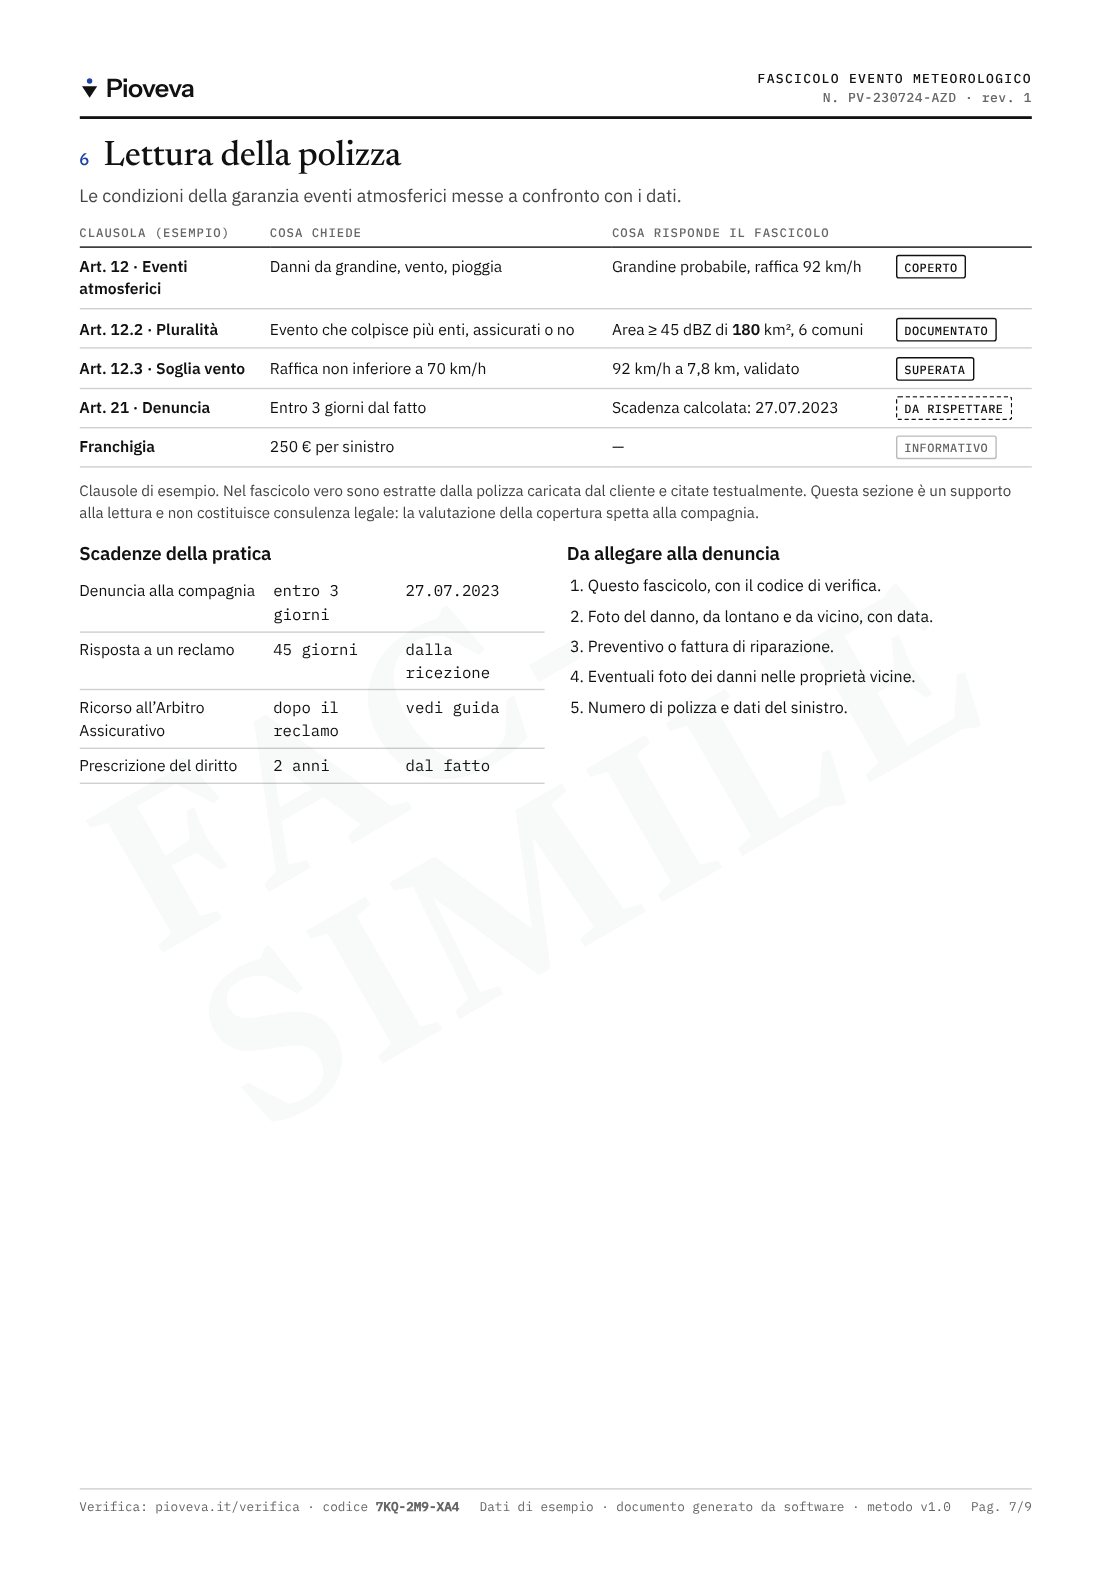 Pioveva
FASCICOLO EVENTO METEOROLOGICO
N. PV-230724-AZD · rev. 1
6 Lettura della polizza
Le condizioni della garanzia eventi atmosferici messe a confronto con i dati.
CLAUSOLA (ESEMPIO) COSA CHIEDE COSA RISPONDE IL FASCICOLO
Art. 12 · Eventi atmosferici Danni da grandine, vento, pioggia Grandine probabile, raffica 92 km/h COPERTO
Art. 12.2 · Pluralità Evento che colpisce più enti, assicurati o no Area ≥ 45 dBZ di 180 km², 6 comuni DOCUMENTATO
Art. 12.3 · Soglia vento Raffica non inferiore a 70 km/h 92 km/h a 7,8 km, validato SUPERATA
Art. 21 · Denuncia Entro 3 giorni dal fatto Scadenza calcolata: 27.07.2023 DA RISPETTARE
Franchigia 250 € per sinistro — INFORMATIVO
Clausole di esempio. Nel fascicolo vero sono estratte dalla polizza caricata dal cliente e citate testualmente. Questa sezione è un supporto
alla lettura e non costituisce consulenza legale: la valutazione della copertura spetta alla compagnia.
Scadenze della pratica
Denuncia alla compagnia entro 3 giorni 27.07.2023
Risposta a un reclamo 45 giorni dalla ricezione
Ricorso all’Arbitro Assicurativo dopo il reclamo vedi guida
Prescrizione del diritto 2 anni dal fatto
Da allegare alla denuncia
1. Questo fascicolo, con il codice di verifica.
2. Foto del danno, da lontano e da vicino, con data.
3. Preventivo o fattura di riparazione.
4. Eventuali foto dei danni nelle proprietà vicine.
5. Numero di polizza e dati del sinistro.
FAC-
SIMILE
Verifica: pioveva.it/verifica · codice 7KQ-2M9-XA4 Dati di esempio · documento generato da software · metodo v1.0 Pag. 7/9